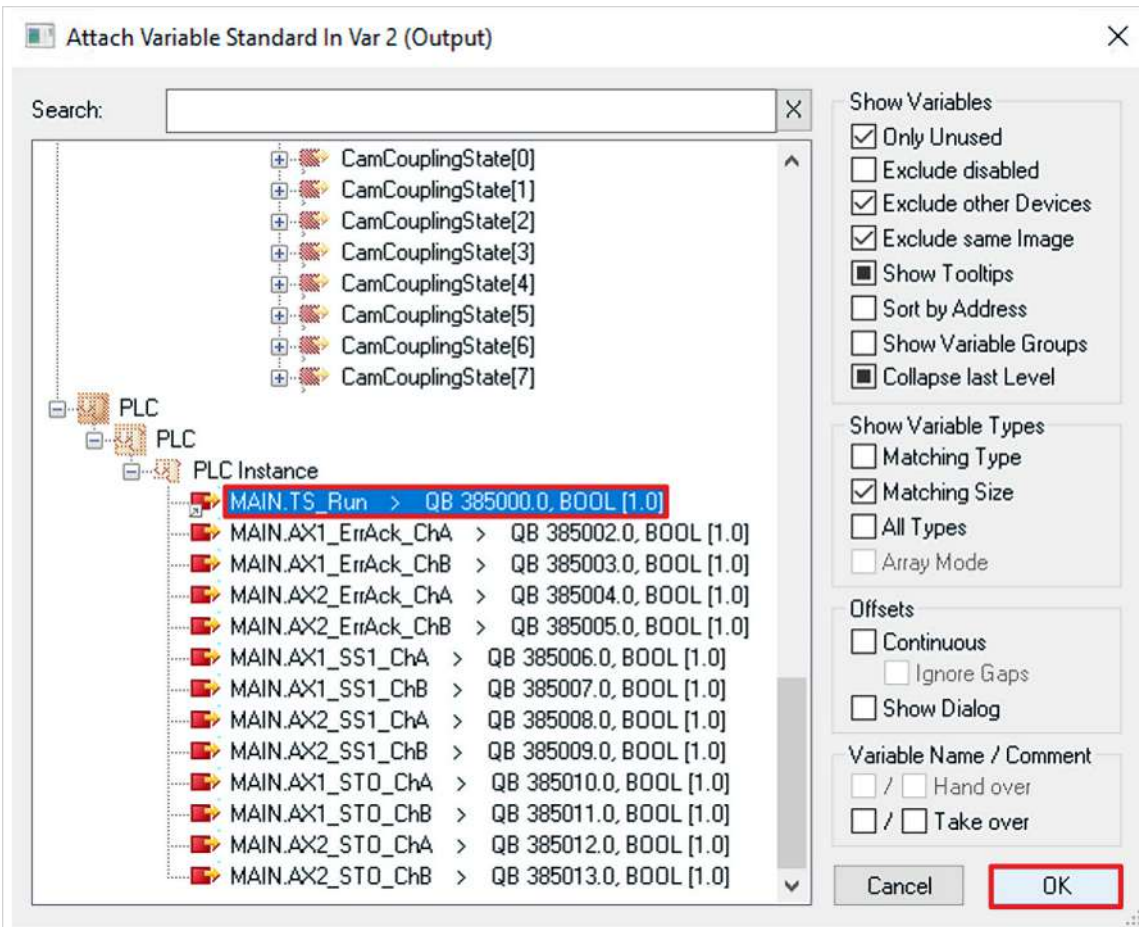 Attach Variable Standard In Var 2 (Output)
Search:
CamCouplingState[0]
CamCouplingState[1]
CamCouplingState[2]
CamCouplingState[3]
CamCouplingState[4]
CamCouplingState[5]
CamCouplingState[6]
CamCouplingState[7]
PLC
PLC
PLC Instance
MAIN.TS_Run > QB 385000.0, BOOL [1.0]
MAIN.AX1_ErrAck_ChA > QB 385002.0, BOOL [1.0]
MAIN.AX1_ErrAck_ChB > QB 385003.0, BOOL [1.0]
MAIN.AX2_ErrAck_ChA > QB 385004.0, BOOL [1.0]
MAIN.AX2_ErrAck_ChB > QB 385005.0, BOOL [1.0]
MAIN.AX1_SS1_ChA > QB 385006.0, BOOL [1.0]
MAIN.AX1_SS1_ChB > QB 385007.0, BOOL [1.0]
MAIN.AX2_SS1_ChA > QB 385008.0, BOOL [1.0]
MAIN.AX2_SS1_ChB > QB 385009.0, BOOL [1.0]
MAIN.AX1_STO_ChA > QB 385010.0, BOOL [1.0]
MAIN.AX1_STO_ChB > QB 385011.0, BOOL [1.0]
MAIN.AX2_STO_ChA > QB 385012.0, BOOL [1.0]
MAIN.AX2_STO_ChB > QB 385013.0, BOOL [1.0]
Show Variables
Only Unused
Exclude disabled
Exclude other Devices
Exclude same Image
Show Tooltips
Sort by Address
Show Variable Groups
Collapse last Level
Show Variable Types
Matching Type
Matching Size
All Types
Array Mode
Offsets
Continuous
Ignore Gaps
Show Dialog
Variable Name / Comment
/ Hand over
/ Take over
Cancel
OK